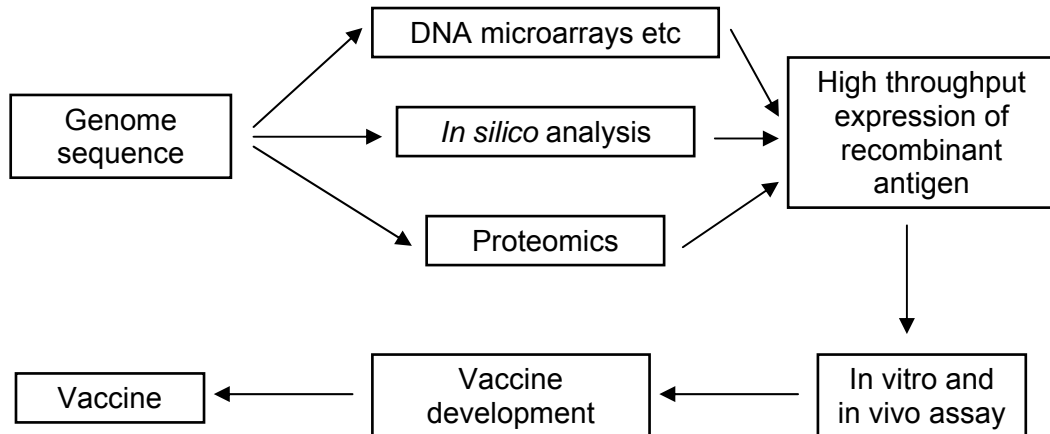 DNA microarrays etc
Genome
sequence
In silico analysis
Proteomics
High throughput
expression of
recombinant
antigen
In vitro and
in vivo assay
Vaccine
development
Vaccine